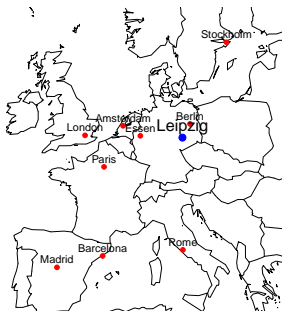 Stockholm
Amsterdam
Berlin
London
Essen
Leipzig
Paris
Barcelona
Rome
Madrid